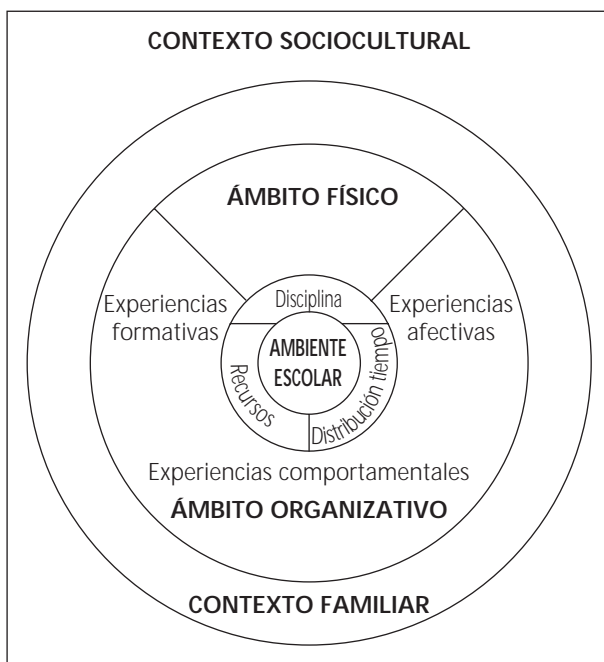 CONTEXTO SOCIOCULTURAL
ÁMBITO FÍSICO
Disciplina
Experiencias
formativas
Experiencias
afectivas
AMBIENTE
ESCOLAR
Recursos
Distribución tiempo
Experiencias comportamentales
ÁMBITO ORGANIZATIVO
CONTEXTO FAMILIAR